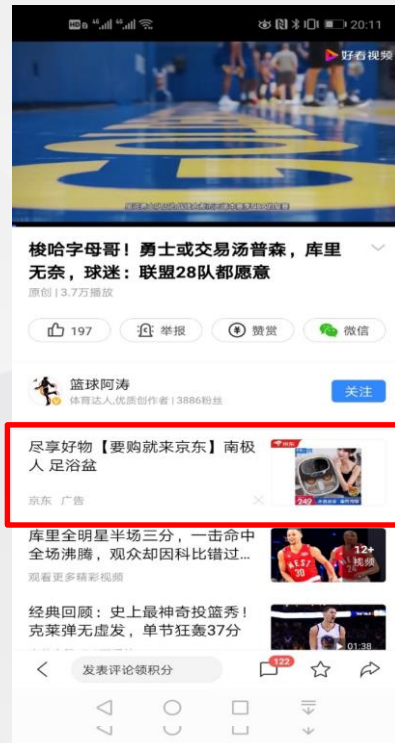 HD 46 46 20:11
好看视频
梭哈字母哥！勇士或交易汤普森，库里
无奈，球迷：联盟28队都愿意
原创 | 3.7万播放
197 举报 赞赏 微信
篮球阿涛
体育达人,优质创作者 | 3886粉丝
关注
尽享好物【要购就来京东】南极
人 足浴盆
京东 广告
京东
249
库里全明星半场三分，一击命中
全场沸腾，观众却因科比错过...
观看更多精彩视频
WEST
30
12+
视频
经典回顾：史上最神奇投篮秀！
克莱弹无虚发，单节狂轰37分
01:38
发表评论领积分
122